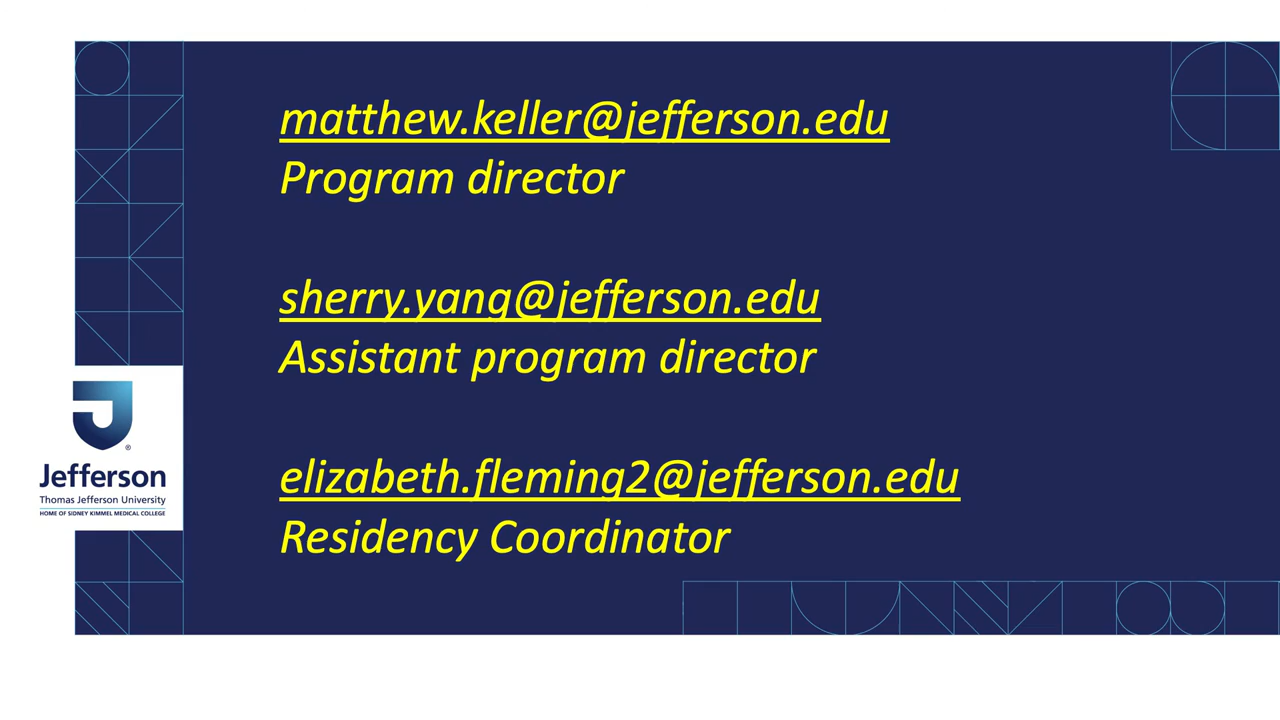 matthew.keller@jefferson.edu
Program director
sherry.yang@jefferson.edu
Assistant program director
elizabeth.fleming2@jefferson.edu
Residency Coordinator
®
Jefferson
Thomas Jefferson University
HOME OF SIDNEY KIMMEL MEDICAL COLLEGE